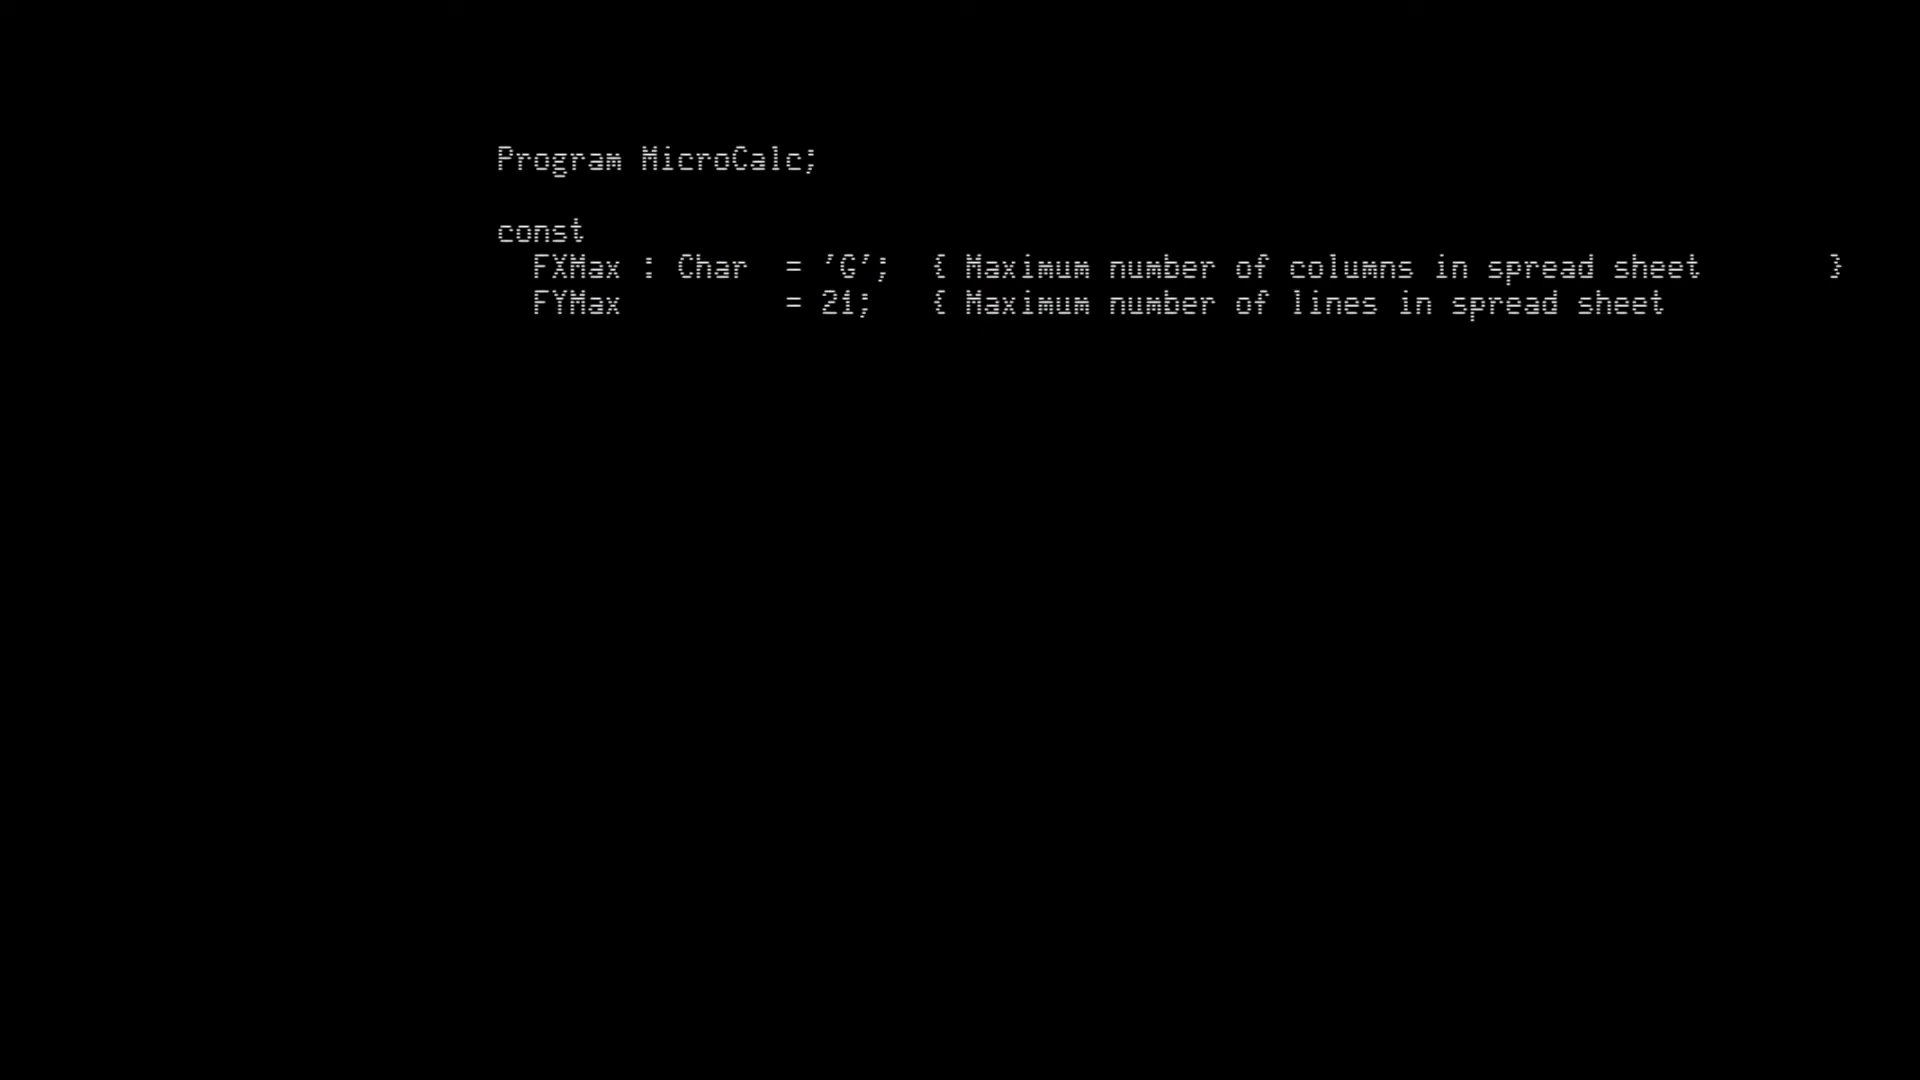 Program MicroCalc;
const
FXMax : Char = 'G'; { Maximum number of columns in spread sheet }
FYMax = 21; { Maximum number of lines in spread sheet